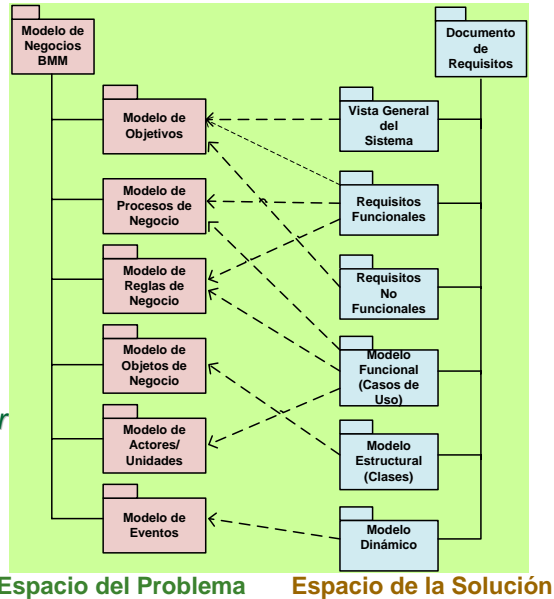 Modelo de
Negocios
BMM
Documento
de
Requisitos
Modelo de
Objetivos
Vista General
del
Sistema
Modelo de
Procesos de
Negocio
Requisitos
Funcionales
Modelo de
Reglas de
Negocio
Requisitos
No
Funcionales
Modelo de
Objetos de
Negocio
Modelo
Funcional
(Casos de
Uso)
r
Modelo de
Actores/
Unidades
Modelo
Estructural
(Clases)
Modelo de
Eventos
Modelo
Dinámico
Espacio del Problema
Espacio de la Solución